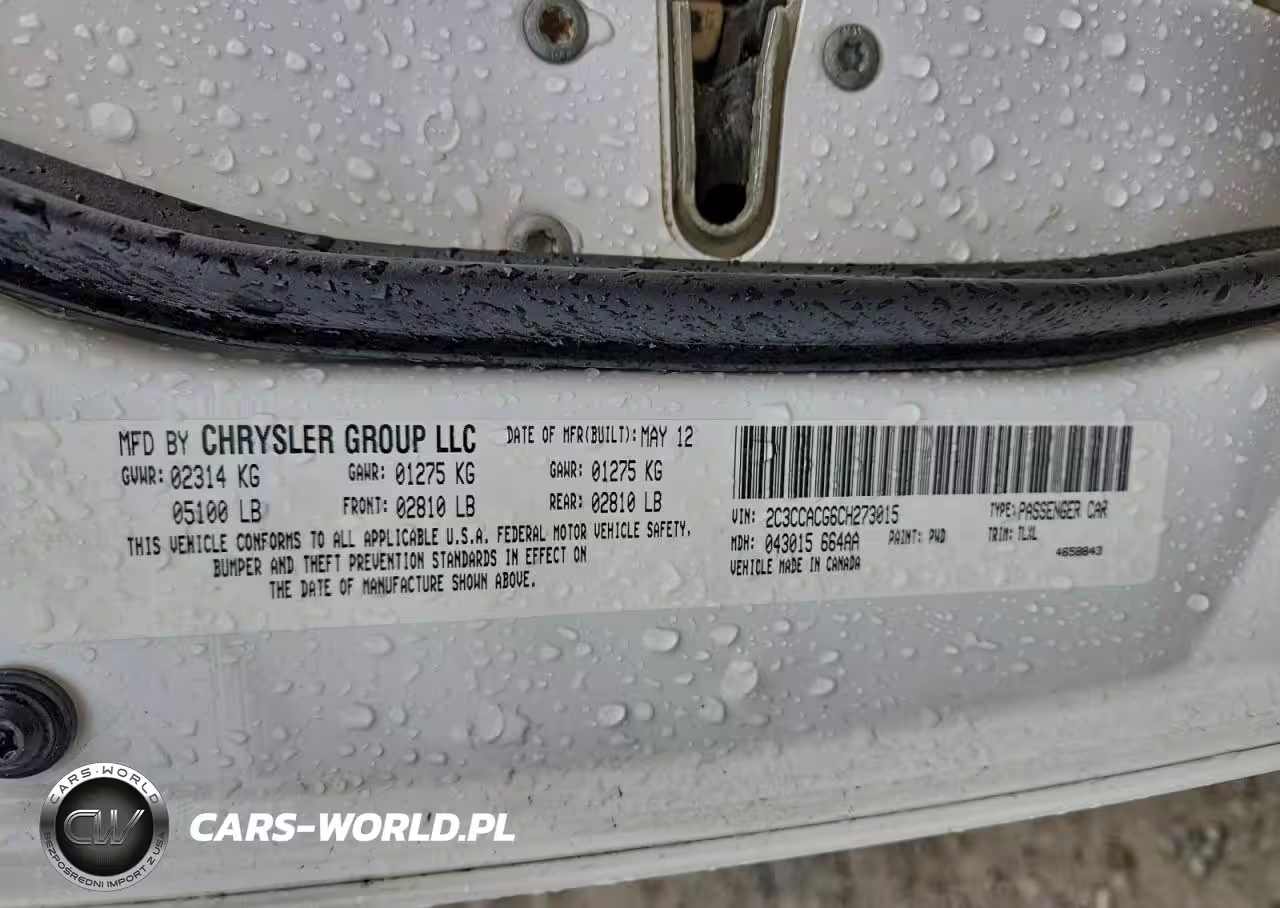 MFD BY CHRYSLER GROUP LLC DATE OF MFR(BUILT): MAY 12
GVWR: 02314 KG GAWR: 01275 KG GAWR: 01275 KG
05100 LB FRONT: 02810 LB REAR: 02810 LB
THIS VEHICLE CONFORMS TO ALL APPLICABLE U.S.A. FEDERAL MOTOR VEHICLE SAFETY,
BUMPER AND THEFT PREVENTION STANDARDS IN EFFECT ON
THE DATE OF MANUFACTURE SHOWN ABOVE.
VIN: 2C3CCACG6CH273015 TYPE: PASSENGER CAR
MDH: 043015 664AA PAINT: PWD TRIM: TLXL
4658843
VEHICLE MADE IN CANADA
CARS-WORLD
CW
BEZPOŚREDNI IMPORT Z USA
CARS-WORLD.PL